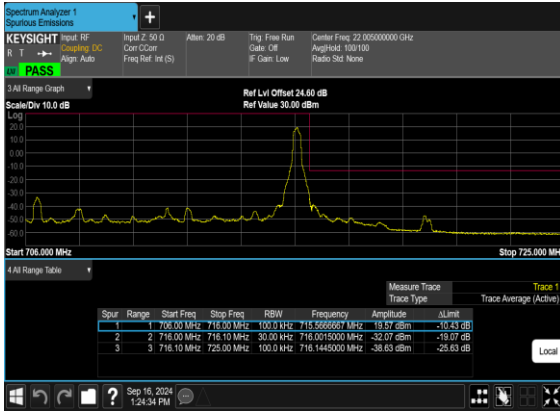 Spectrum Analyzer 1
Spurious Emissions
+
KEYSIGHT Input: RF Input Z: 50 Ω Atten: 20 dB Trig: Free Run Center Freq: 22.005000000 GHz
R T Coupling: DC Corr CCorr Gate: Off Avg|Hold: 100/100
Align: Auto Freq Ref: Int (S) IF Gain: Low Radio Std: None
PASS
3 All Range Graph
Ref Lvl Offset 24.60 dB
Scale/Div 10.0 dB Ref Value 30.00 dBm
Log
20.0
10.0
0.00
-10.0
-20.0
-30.0
-40.0
-50.0
-60.0
Start 706.000 MHz Stop 725.000 MH
4 All Range Table
Measure Trace Trace 1
Trace Type Trace Average (Active)
Spur Range Start Freq Stop Freq RBW Frequency Amplitude ΔLimit
1 1 706.00 MHz 716.00 MHz 100.0 kHz 715.5666667 MHz 19.57 dBm -10.43 dB
2 2 716.00 MHz 716.10 MHz 30.00 kHz 716.0015000 MHz -32.07 dBm -19.07 dB
3 3 716.10 MHz 725.00 MHz 100.0 kHz 716.1445000 MHz -38.63 dBm -25.63 dB
Local
? Sep 16, 2024
1:24:34 PM